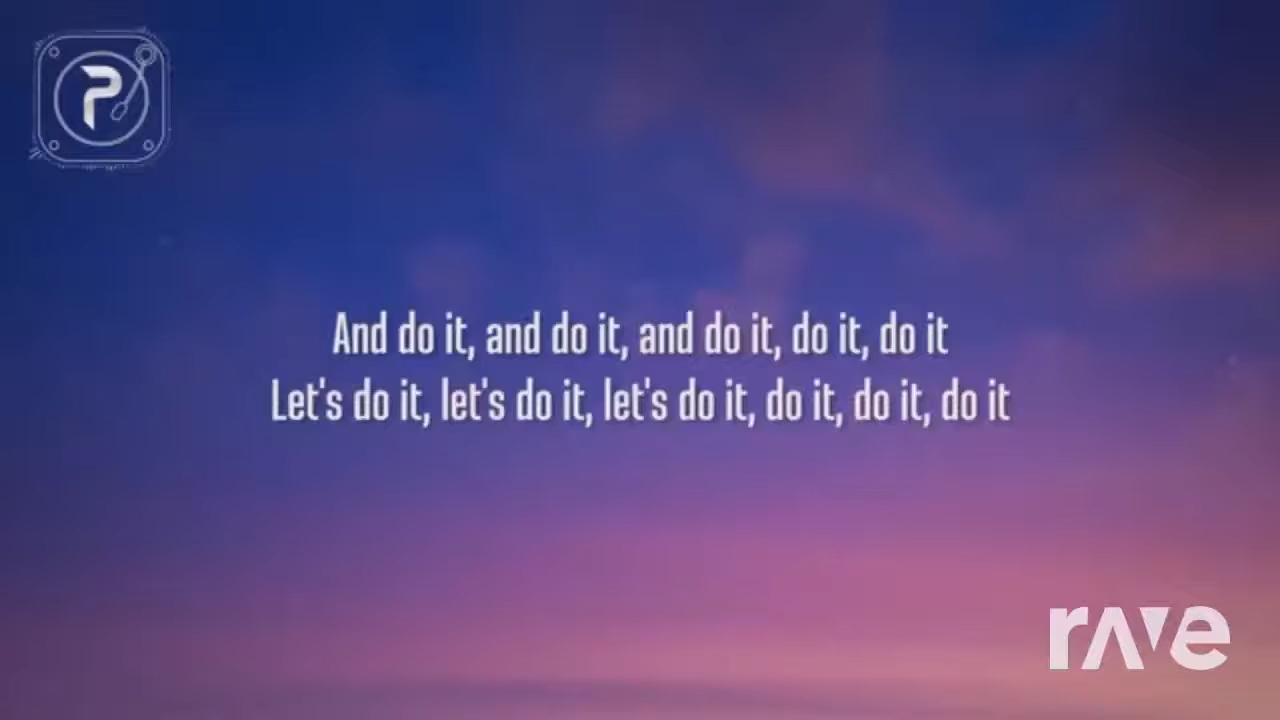 P
And do it, and do it, and do it, do it, do it
Let's do it, let's do it, let's do it, do it, do it, do it
rave